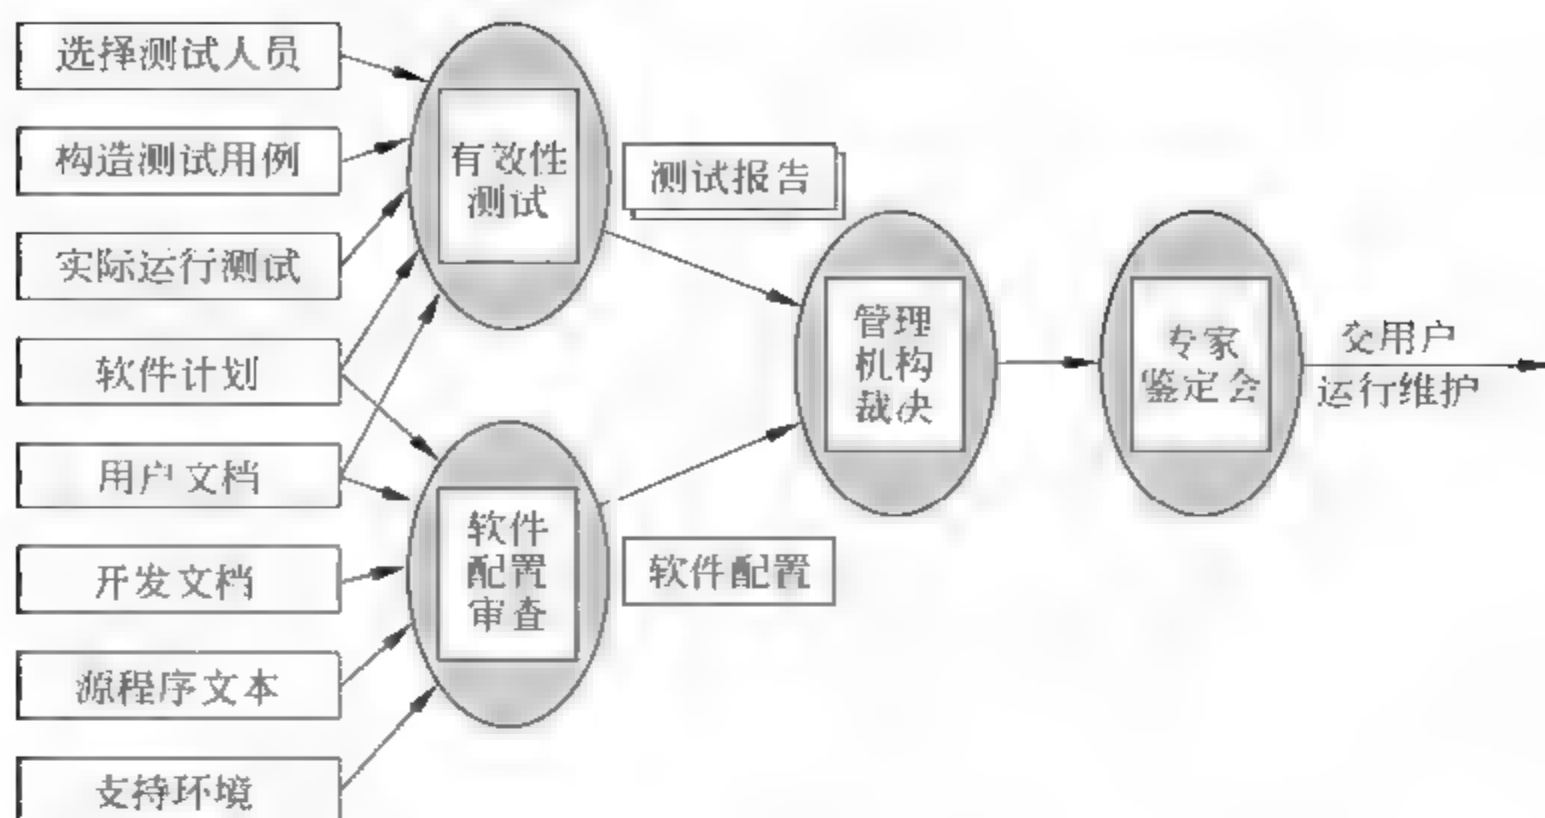 选择测试人员
构造测试用例
实际运行测试
软件计划
用户文档
开发文档
源程序文本
支持环境
有效性
测试
软件
配置
审查
测试报告
软件配置
管理
机构
裁决
专家
鉴定会
交用户
运行维护